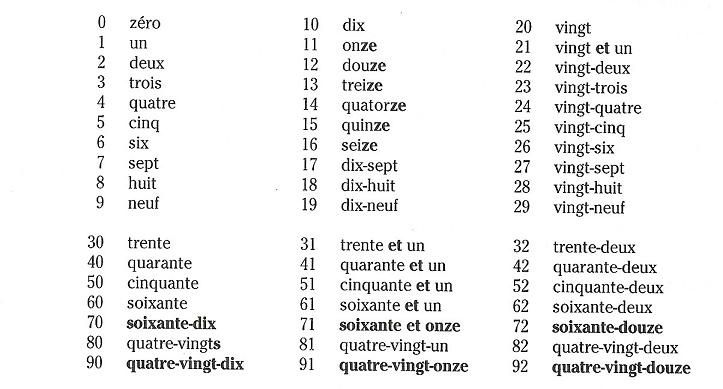 0 zéro 10 dix 20 vingt
1 un 11 onze 21 vingt et un
2 deux 12 douze 22 vingt-deux
3 trois 13 treize 23 vingt-trois
4 quatre 14 quatorze 24 vingt-quatre
5 cinq 15 quinze 25 vingt-cinq
6 six 16 seize 26 vingt-six
7 sept 17 dix-sept 27 vingt-sept
8 huit 18 dix-huit 28 vingt-huit
9 neuf 19 dix-neuf 29 vingt-neuf
30 trente 31 trente et un 32 trente-deux
40 quarante 41 quarante et un 42 quarante-deux
50 cinquante 51 cinquante et un 52 cinquante-deux
60 soixante 61 soixante et un 62 soixante-deux
70 soixante-dix 71 soixante et onze 72 soixante-douze
80 quatre-vingts 81 quatre-vingt-un 82 quatre-vingt-deux
90 quatre-vingt-dix 91 quatre-vingt-onze 92 quatre-vingt-douze